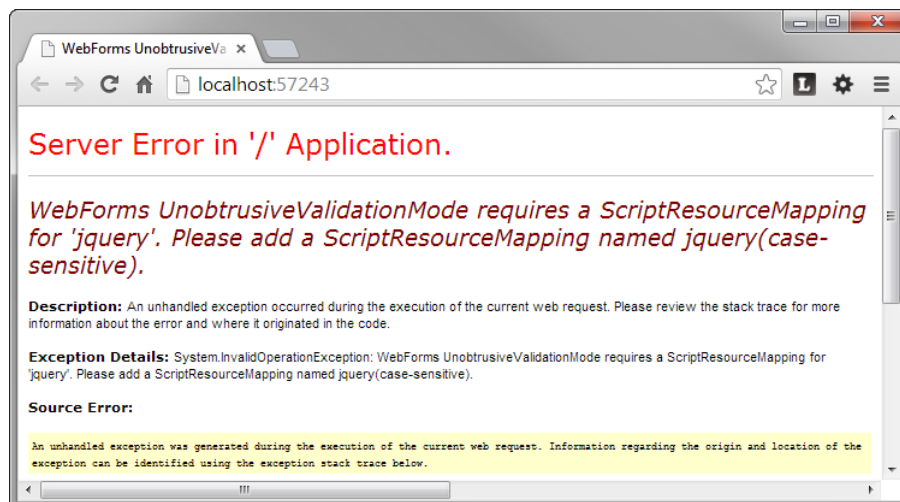 WebForms UnobtrusiveVa
localhost:57243
L
Server Error in '/' Application.
WebForms UnobtrusiveValidationMode requires a ScriptResourceMapping
for 'jquery'. Please add a ScriptResourceMapping named jquery(case-
sensitive).
Description: An unhandled exception occurred during the execution of the current web request. Please review the stack trace for more
information about the error and where it originated in the code.
Exception Details: System.InvalidOperationException: WebForms UnobtrusiveValidationMode requires a ScriptResourceMapping for
'jquery'. Please add a ScriptResourceMapping named jquery(case-sensitive).
Source Error:
An unhandled exception was generated during the execution of the current web request. Information regarding the origin and location of the
exception can be identified using the exception stack trace below.